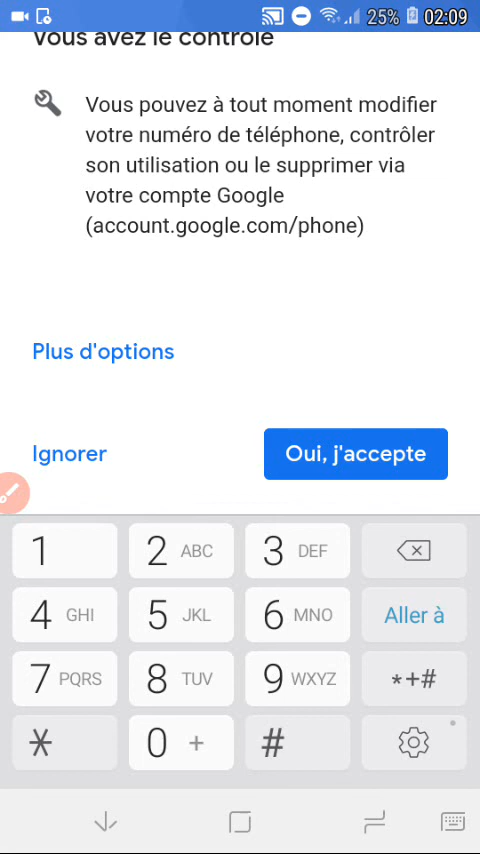 25% 02:09
Vous avez le contrôle
Vous pouvez à tout moment modifier
votre numéro de téléphone, contrôler
son utilisation ou le supprimer via
votre compte Google
(account.google.com/phone)
Plus d'options
Ignorer
Oui, j'accepte
1
2 ABC
3 DEF
4 GHI
5 JKL
6 MNO
Aller à
7 PQRS
8 TUV
9 WXYZ
*+#
*
0 +
#